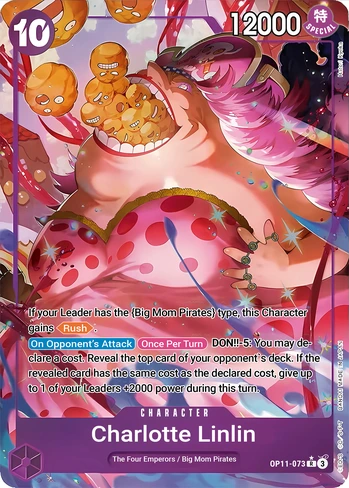 10
12000
特
SPECIAL
If your Leader has the {Big Mom Pirates} type, this Character
gains Rush .
On Opponent's Attack Once Per Turn DON!!-5: You may de-
clare a cost. Reveal the top card of your opponent's deck. If the
revealed card has the same cost as the declared cost, give up
to 1 of your Leaders +2000 power during this turn.
CHARACTER
Charlotte Linlin
The Four Emperors / Big Mom Pirates
OP11-073 R 3